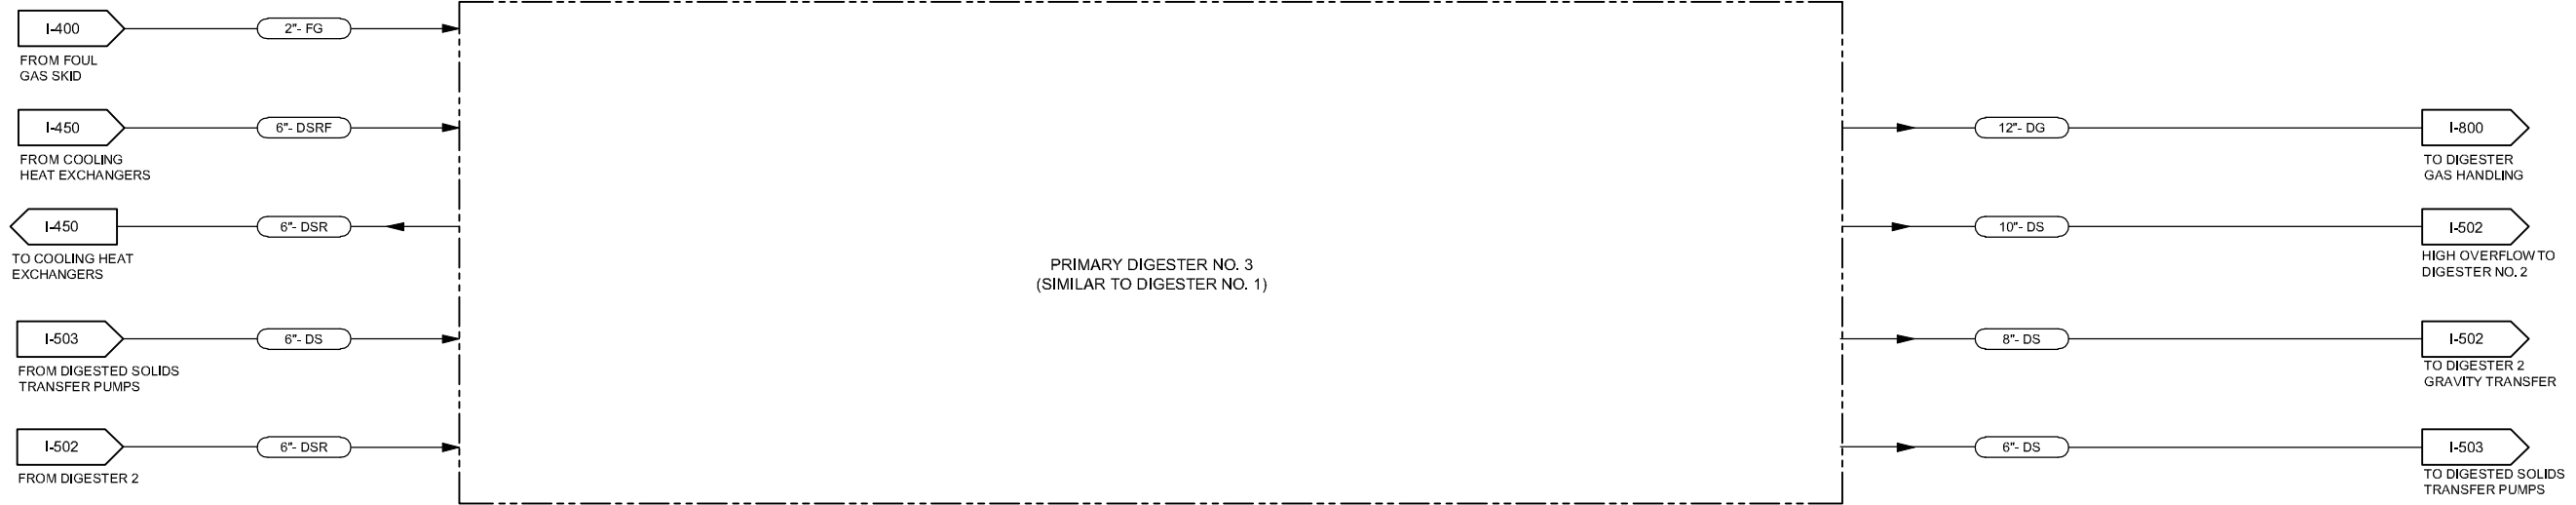 I-400
2"- FG
FROM FOUL
GAS SKID
I-450
6"- DSRF
FROM COOLING
HEAT EXCHANGERS
I-450
6"- DSR
TO COOLING HEAT
EXCHANGERS
I-503
6"- DS
FROM DIGESTED SOLIDS
TRANSFER PUMPS
I-502
6"- DSR
FROM DIGESTER 2
PRIMARY DIGESTER NO. 3
(SIMILAR TO DIGESTER NO. 1)
12"- DG
I-800
TO DIGESTER
GAS HANDLING
10"- DS
I-502
HIGH OVERFLOW TO
DIGESTER NO. 2
8"- DS
I-502
TO DIGESTER 2
GRAVITY TRANSFER
6"- DS
I-503
TO DIGESTED SOLIDS
TRANSFER PUMPS